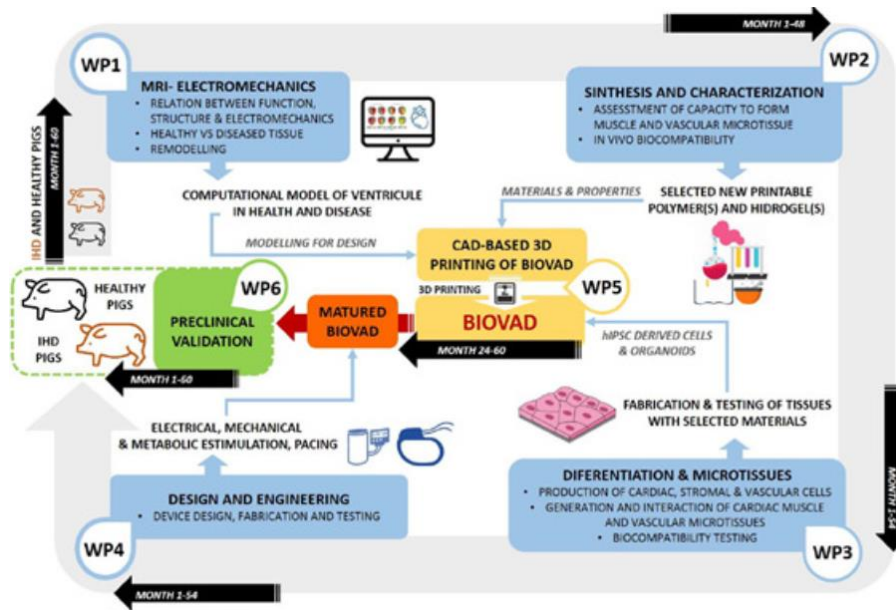 MONTH 1-48
WP1
WP2
MRI- ELECTROMECHANICS
• RELATION BETWEEN FUNCTION,
STRUCTURE & ELECTROMECHANICS
• HEALTHY VS DISEASED TISSUE
• REMODELLING
SINTHESIS AND CHARACTERIZATION
• ASSESSTMENT OF CAPACITY TO FORM
MUSCLE AND VASCULAR MICROTISSUE
• IN VIVO BIOCOMPATIBILITY
IHD AND HEALTHY PIGS
MONTH 1-60
COMPUTATIONAL MODEL OF VENTRICULE
IN HEALTH AND DISEASE
MATERIALS & PROPERTIES
SELECTED NEW PRINTABLE
POLYMER(S) AND HIDROGEL(S)
MODELLING FOR DESIGN
CAD-BASED 3D
PRINTING OF BIOVAD
3D PRINTING
WP5
BIOVAD
MONTH 24-60
MATURED
BIOVAD
WP6
PRECLINICAL
VALIDATION
HEALTHY
PIGS
IHD
PIGS
MONTH 1-60
hIPSC DERIVED CELLS
& ORGANOIDS
ELECTRICAL, MECHANICAL
& METABOLIC ESTIMULATION, PACING
FABRICATION & TESTING OF TISSUES
WITH SELECTED MATERIALS
DESIGN AND ENGINEERING
• DEVICE DESIGN, FABRICATION AND TESTING
WP4
MONTH 1-54
DIFERENTIATION & MICROTISSUES
• PRODUCTION OF CARDIAC, STROMAL & VASCULAR CELLS
• GENERATION AND INTERACTION OF CARDIAC MUSCLE
AND VASCULAR MICROTISSUES
• BIOCOMPATIBILITY TESTING
WP3
MONTH 1-54